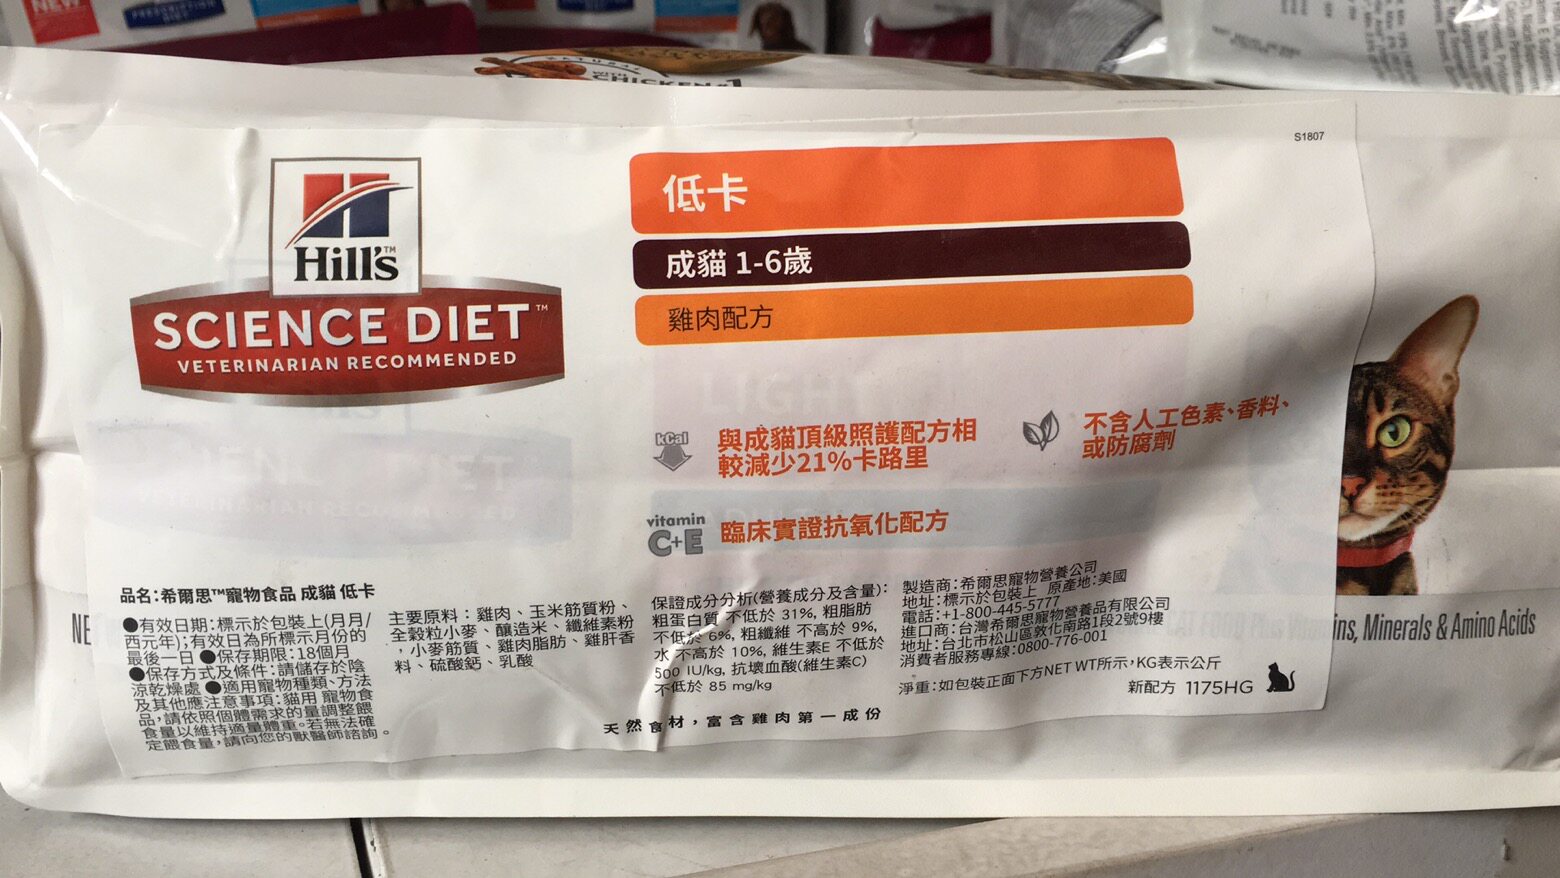 NEW
PRESCRIPTION
DIET
NATURAL
CHICKEN
#1
S1807
Hill's™
SCIENCE DIET™
VETERINARIAN RECOMMENDED
低卡
成貓 1-6歲
雞肉配方
LIGHT
kcal
與成貓頂級照護配方相
較減少21%卡路里
不含人工色素、香料、
或防腐劑
vitamin
C+E
臨床實證抗氧化配方
品名：希爾思™寵物食品 成貓 低卡
●有效日期：標示於包裝上(月月/
西元年)；有效日為所標示月份的
最後一日 ●保存期限：18個月
●保存方式及條件：請儲存於陰
涼乾燥處 ●適用寵物種類、方法
及其他應注意事項：貓用 寵物食
品，請依照個體需求的量調整餵
食量以維持適量體重。若無法確
定餵食量，請向您的獸醫師諮詢。
主要原料：雞肉、玉米筋質粉、
全穀粒小麥、釀造米、纖維素粉
，小麥筋質、雞肉脂肪、雞肝香
料、硫酸鈣、乳酸
保證成分分析(營養成分及含量)：
粗蛋白質 不低於 31%, 粗脂肪
不低於 6%, 粗纖維 不高於 9%,
水 不高於 10%, 維生素E 不低於
500 IU/kg, 抗壞血酸(維生素C)
不低於 85 mg/kg
天然食材，富含雞肉第一成份
製造商：希爾思寵物營養公司
地址：標示於包裝上 原產地：美國
電話：+1-800-445-5777
進口商：台灣希爾思寵物營養品有限公司
地址：台北市松山區敦化南路1段2號9樓
消費者服務專線：0800-776-001
淨重：如包裝正面下方NET WT所示，KG表示公斤
新配方 1175HG
NE
ins, Minerals & Amino Acids